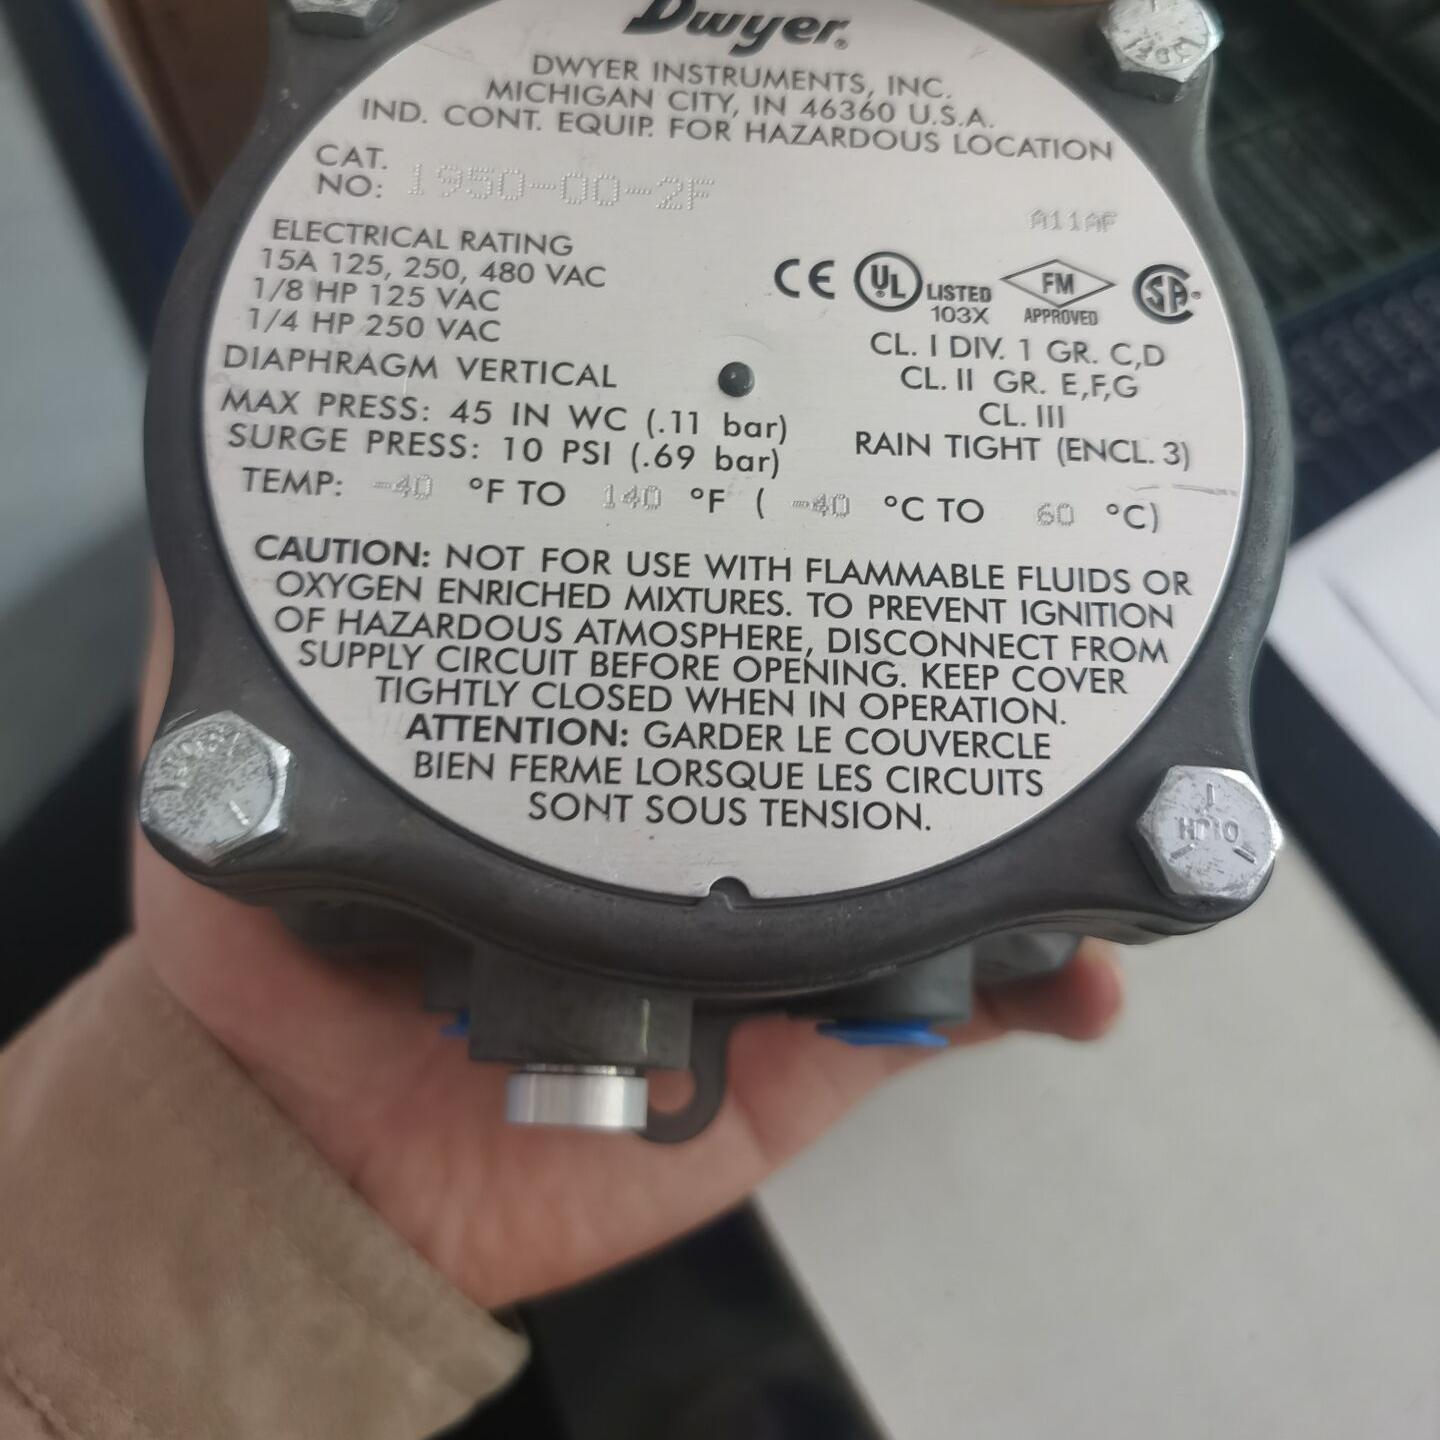 Dwyer®
DWYER INSTRUMENTS, INC.
MICHIGAN CITY, IN 46360 U.S.A.
IND. CONT. EQUIP. FOR HAZARDOUS LOCATION
CAT.
NO: 1950-00-2F
A11AF
ELECTRICAL RATING
15A 125, 250, 480 VAC
1/8 HP 125 VAC
1/4 HP 250 VAC
DIAPHRAGM VERTICAL
MAX PRESS: 45 IN WC (.11 bar)
SURGE PRESS: 10 PSI (.69 bar)
CE UL LISTED 103X FM APPROVED SA®
CL. I DIV. 1 GR. C,D
CL. II GR. E,F,G
CL. III
RAIN TIGHT (ENCL. 3)
TEMP: -40 °F TO 140 °F ( -40 °C TO 60 °C)
CAUTION: NOT FOR USE WITH FLAMMABLE FLUIDS OR
OXYGEN ENRICHED MIXTURES. TO PREVENT IGNITION
OF HAZARDOUS ATMOSPHERE, DISCONNECT FROM
SUPPLY CIRCUIT BEFORE OPENING. KEEP COVER
TIGHTLY CLOSED WHEN IN OPERATION.
ATTENTION: GARDER LE COUVERCLE
BIEN FERME LORSQUE LES CIRCUITS
SONT SOUS TENSION.